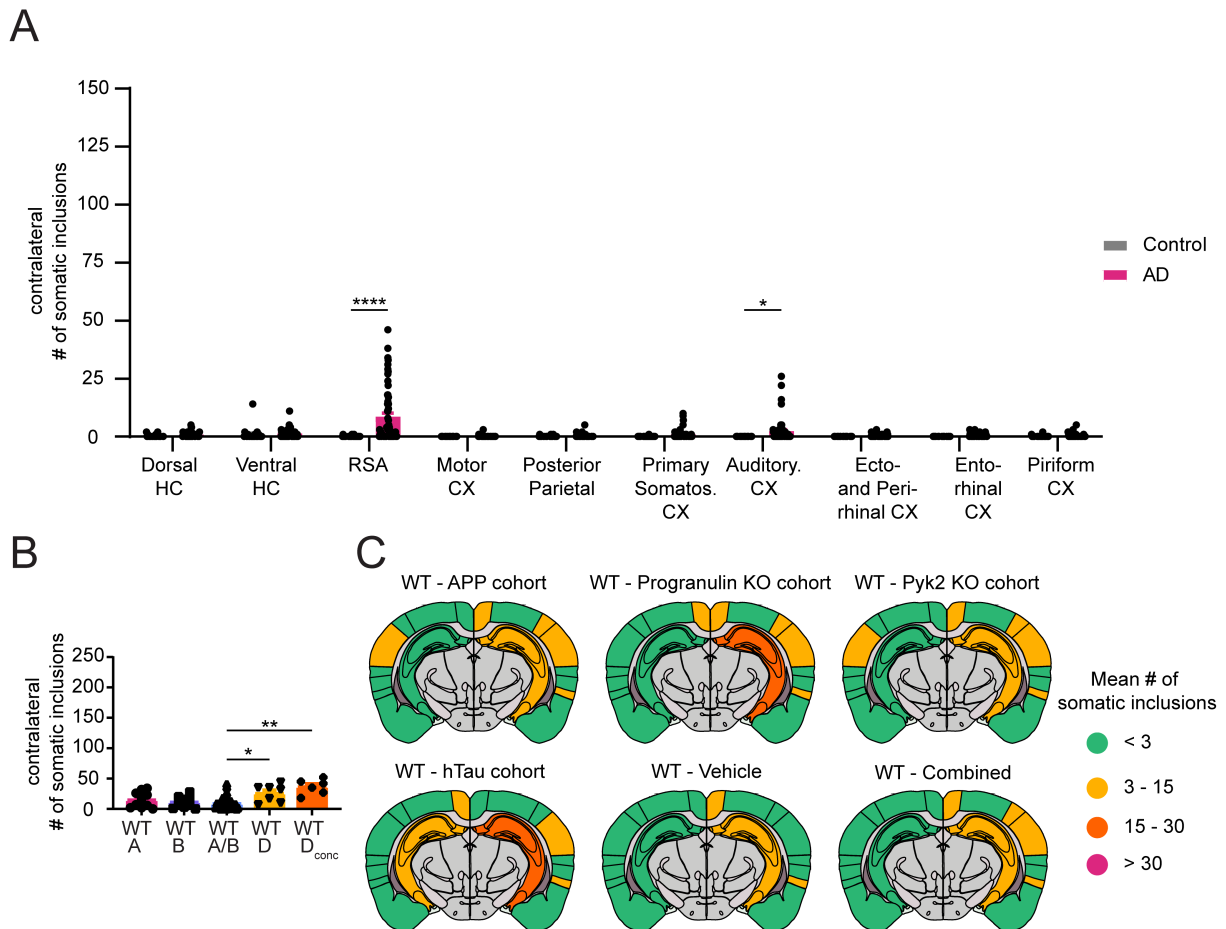 A
150
125
100
75
50
25
0
contralateral
# of somatic inclusions
****
*
Control
AD
Dorsal
HC
Ventral
HC
RSA
Motor
CX
Posterior
Parietal
Primary
Somatos.
CX
Auditory.
CX
Ecto-
and Peri-
rhinal CX
Ento-
rhinal
CX
Piriform
CX
B
250
200
150
100
50
0
contralateral
# of somatic inclusions
**
*
WT
A
WT
B
WT
A/B
WT
D
WT
Dconc
C
WT - APP cohort
WT - Progranulin KO cohort
WT - Pyk2 KO cohort
WT - hTau cohort
WT - Vehicle
WT - Combined
Mean # of
somatic inclusions
< 3
3 - 15
15 - 30
> 30